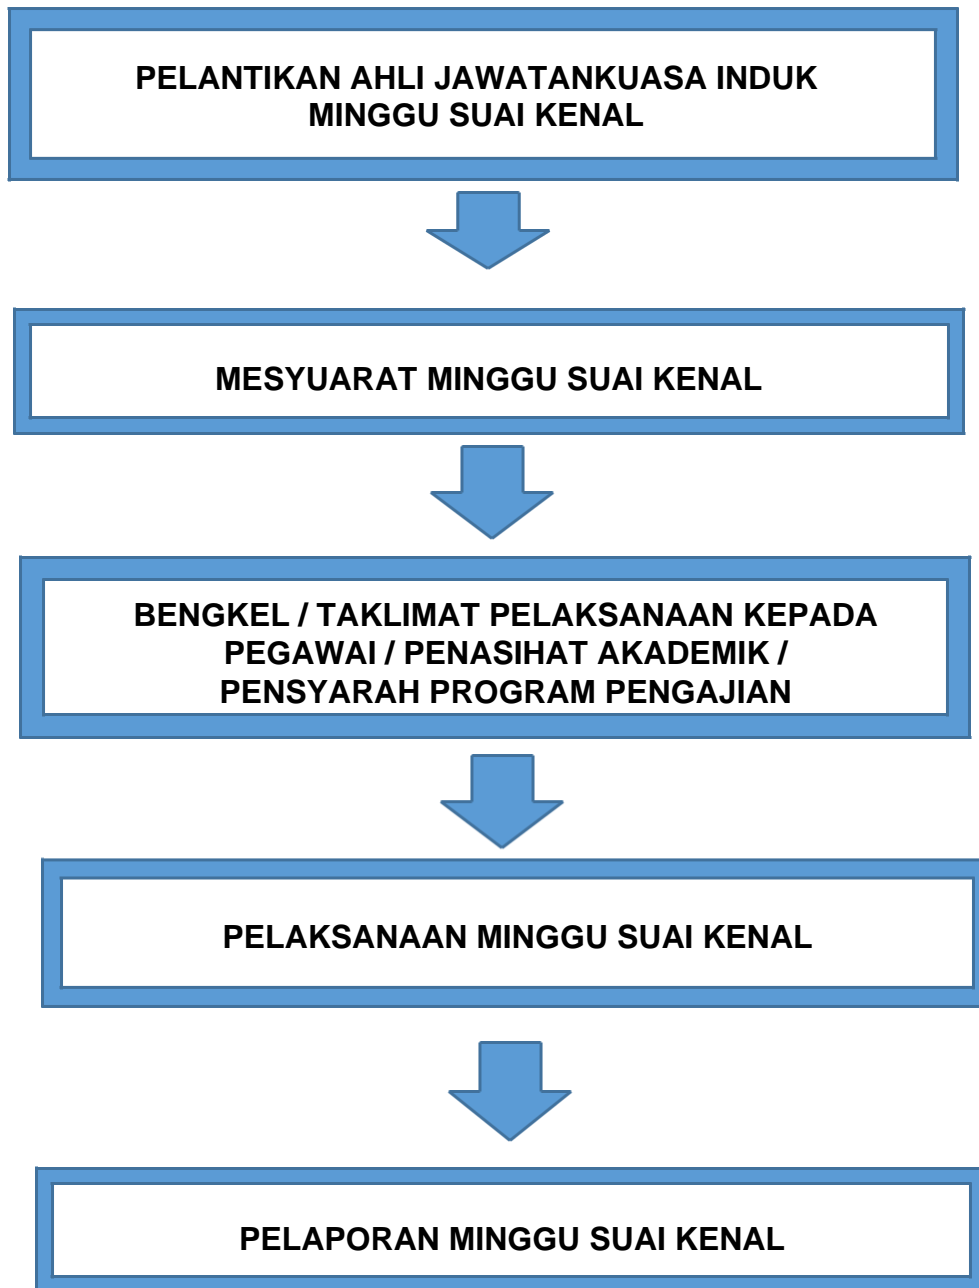 PELANTIKAN AHLI JAWATANKUASA INDUK
MINGGU SUAI KENAL
MESYUARAT MINGGU SUAI KENAL
BENGKEL / TAKLIMAT PELAKSANAAN KEPADA
PEGAWAI / PENASIHAT AKADEMIK /
PENSYARAH PROGRAM PENGAJIAN
PELAKSANAAN MINGGU SUAI KENAL
PELAPORAN MINGGU SUAI KENAL